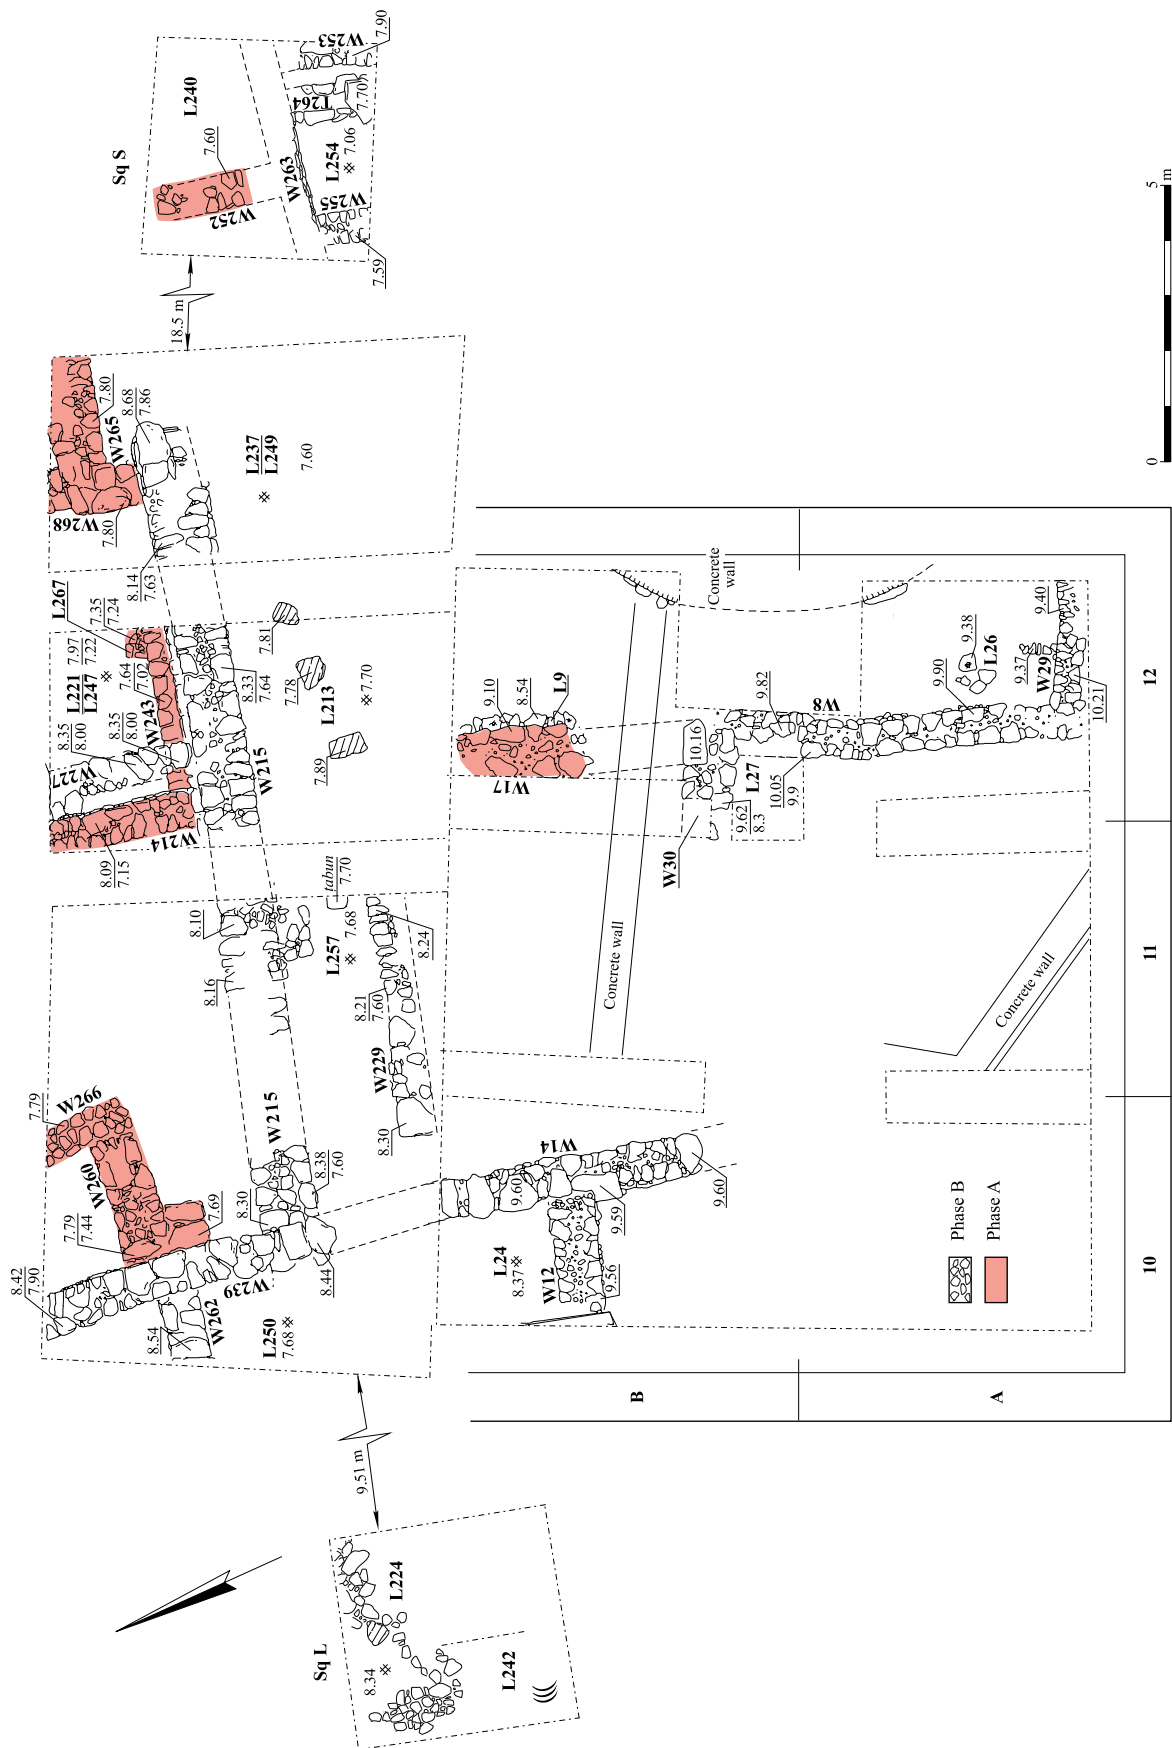 Sq S
L240
7.60
W252
W263
L254
7.06
T264
7.70
W253
7.90
W255
7.59
18.5 m
W268
7.80
W265
7.80
8.68
7.86
8.14
7.63
L237
L249
7.60
L267
7.35
7.24
L221
L247
7.97
7.22
7.64
7.02
W243
8.35
8.00
8.35
8.00
W227
W214
8.09
7.15
W215
8.33
7.64
7.81
7.78
L213
7.70
7.89
8.10
8.16
tabun
7.70
L257
7.68
8.24
8.21
7.60
W229
8.30
W266
7.79
W260
7.79
7.44
7.69
W215
8.38
7.60
8.30
8.44
W239
8.42
7.90
W262
8.54
L250
7.68
9.51 m
Sq L
L224
8.34
L242
W17
9.10
8.54
L9
Concrete wall
Concrete
wall
10.16
W30
9.62
8.3
L27
10.05
9.9
9.82
W8
9.90
9.38
L26
9.37
W29
9.40
10.21
Concrete wall
W14
9.60
9.59
9.60
L24
8.37
W12
9.56
Phase B
Phase A
B
A
10
11
12
0
5
m